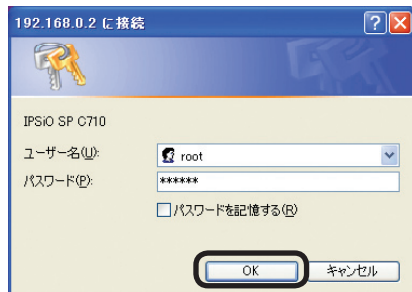 192.168.0.2 に接続
IPSiO SP C710
ユーザー名(U):
root
パスワード(P):
******
パスワードを記憶する(R)
OK
キャンセル